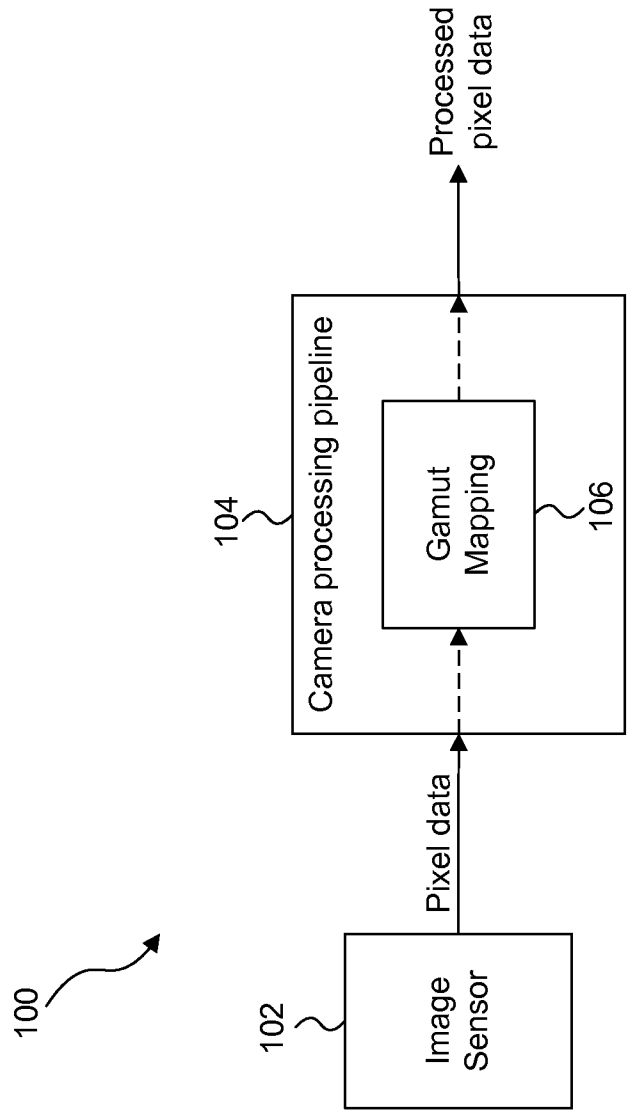 100
102
Image
Sensor
Pixel data
104
Camera processing pipeline
Gamut
Mapping
106
Processed
pixel data